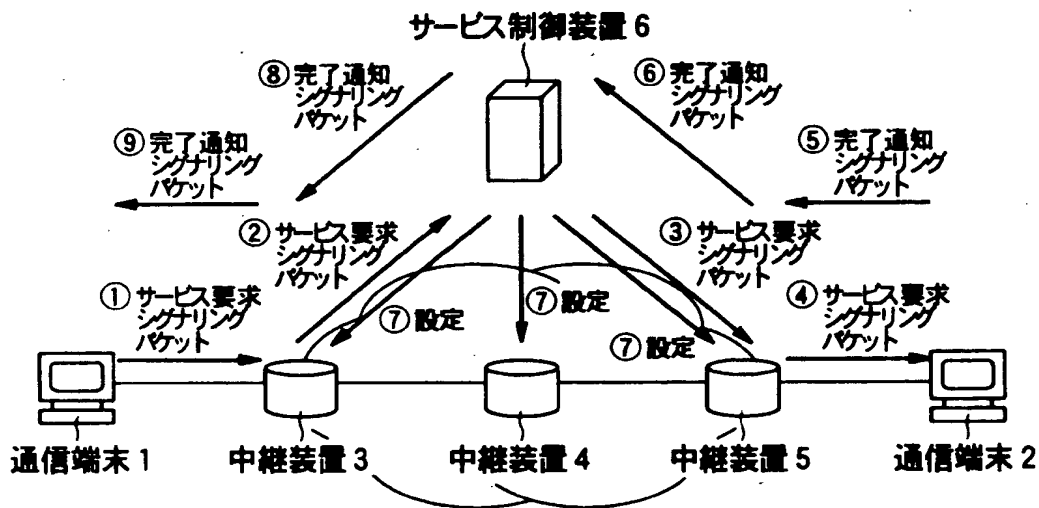 サービス制御装置 6
⑧ 完了通知
シグナリング
パケット
⑥ 完了通知
シグナリング
パケット
⑨ 完了通知
シグナリング
パケット
⑤ 完了通知
シグナリング
パケット
② サービス要求
シグナリング
パケット
③ サービス要求
シグナリング
パケット
① サービス要求
シグナリング
パケット
⑦ 設定
⑦ 設定
④ サービス要求
シグナリング
パケット
⑦ 設定
通信端末 1
中継装置 3
中継装置 4
中継装置 5
通信端末 2